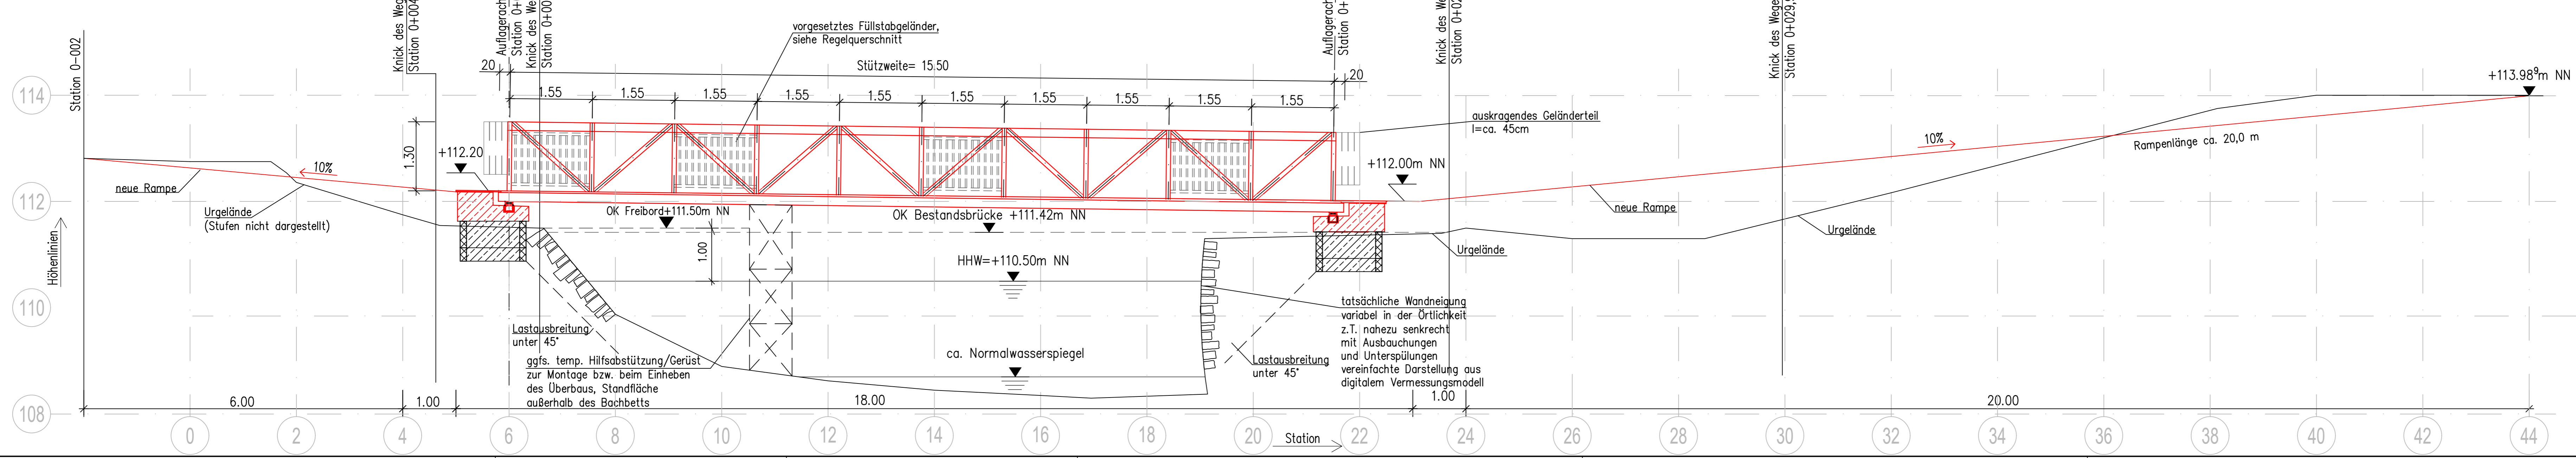 Station 0-002
Knick des Weg
Station 0+004
Auflagerach
Station 0+
Knick des We
Station 0+00
vorgesetztes Füllstabgeländer,
siehe Regelquerschnitt
Auflagerach
Station 0+
Knick des We
Station 0+02
Knick des Wege
Station 0+029,
+113.98⁹m NN
20
Stützweite= 15.50
20
114
1.55
1.55
1.55
1.55
1.55
1.55
1.55
1.55
1.55
1.55
auskragendes Geländerteil
l=ca. 45cm
1.30
+112.20
+112.00m NN
10%
10%
Rampenlänge ca. 20,0 m
neue Rampe
neue Rampe
112
Urgelände
(Stufen nicht dargestellt)
OK Freibord+111.50m NN
OK Bestandsbrücke +111.42m NN
Urgelände
Urgelände
Höhenlinien
1.00
HHW=+110.50m NN
110
tatsächliche Wandneigung
variabel in der Örtlichkeit
z.T. nahezu senkrecht
mit Ausbauchungen
und Unterspülungen
vereinfachte Darstellung aus
digitalem Vermessungsmodell
Lastausbreitung
unter 45°
ggfs. temp. Hilfsabstützung/Gerüst
zur Montage bzw. beim Einheben
des Überbaus, Standfläche
außerhalb des Bachbetts
ca. Normalwasserspiegel
Lastausbreitung
unter 45°
108
6.00
1.00
18.00
1.00
20.00
0
2
4
6
8
10
12
14
16
18
20
Station
22
24
26
28
30
32
34
36
38
40
42
44